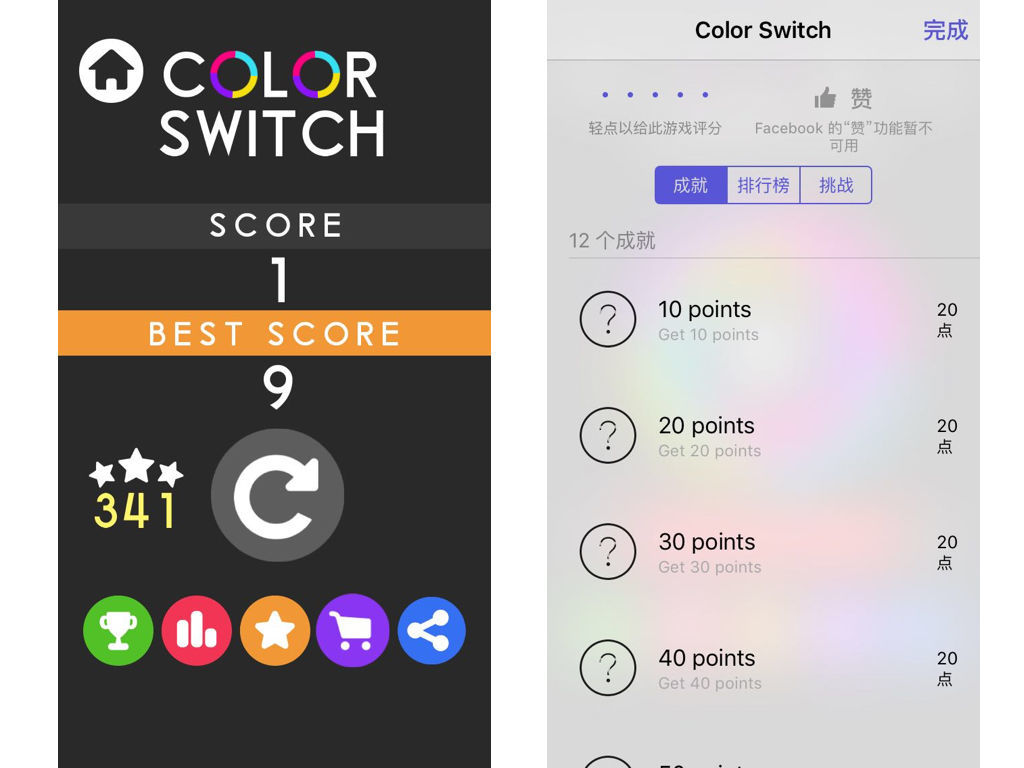 COLOR
SWITCH
SCORE
1
BEST SCORE
9
341
Color Switch
完成
赞
轻点以给此游戏评分
Facebook 的“赞”功能暂不
可用
成就
排行榜
挑战
12 个成就
10 points
Get 10 points
20
点
20 points
Get 20 points
20
点
30 points
Get 30 points
20
点
40 points
Get 40 points
20
点